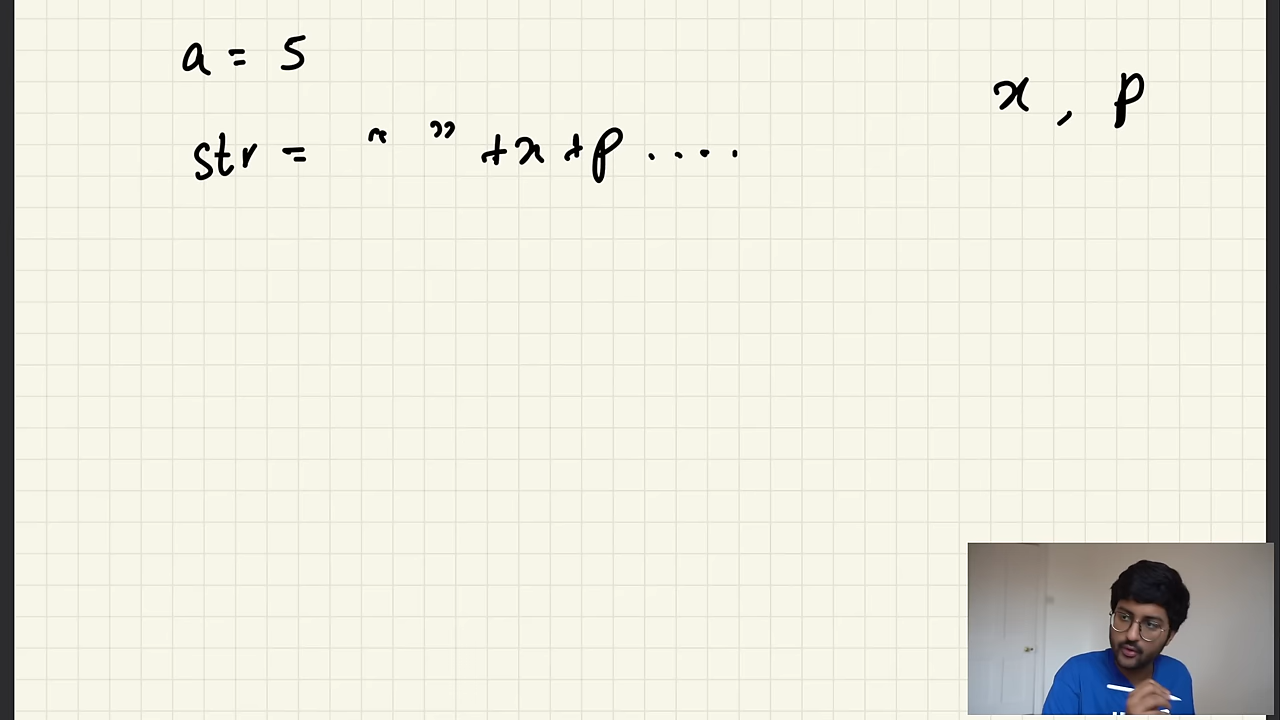 a = 5
x , p
str = " " +x +p ....